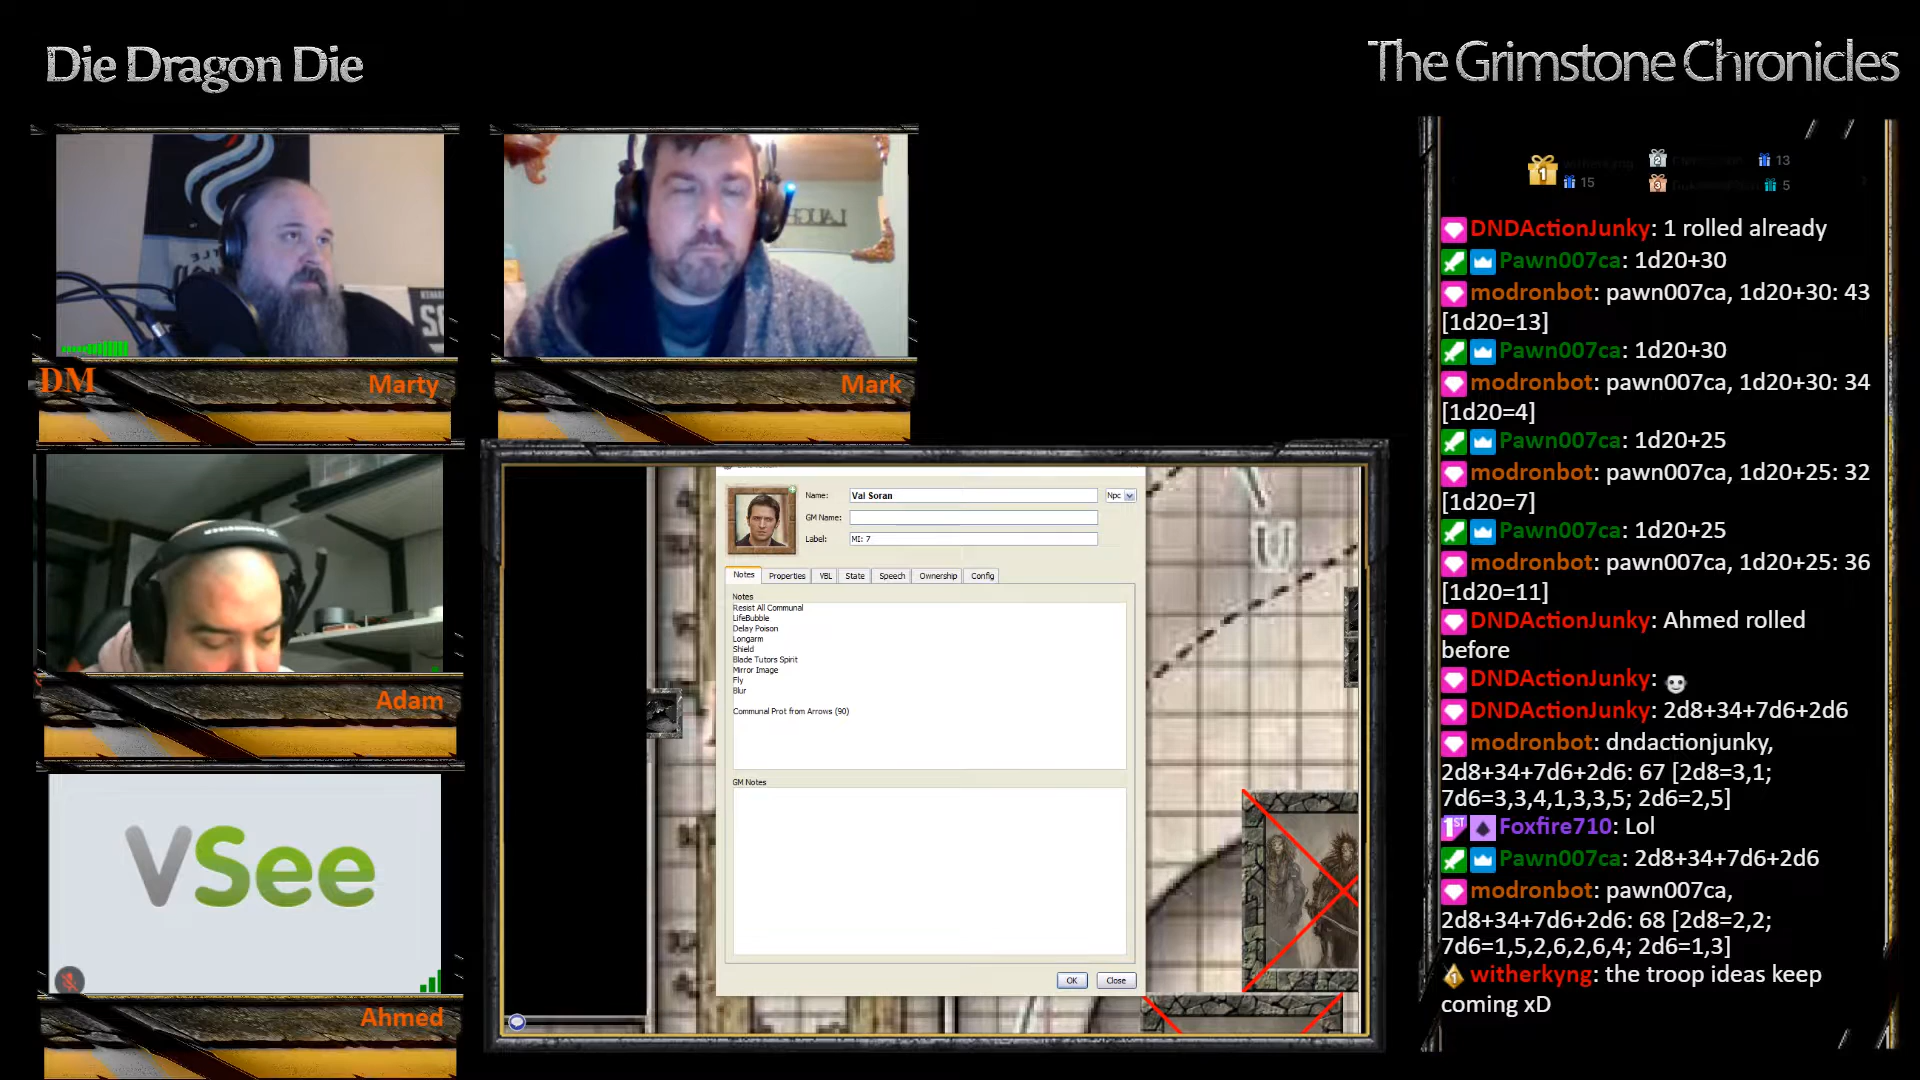 Die Dragon Die
The Grimstone Chronicles
DM
Marty
Mark
Adam
VSee
Ahmed
Name:
Val Soran
Npc
GM Name:
Label:
MI: 7
Notes
Properties
VBL
State
Speech
Ownership
Config
Notes
Resist All Communal
LifeBubble
Delay Poison
Longarm
Shield
Blade Tutors Spirit
Mirror Image
Fly
Blur
Communal Prot from Arrows (90)
GM Notes
OK
Close
1
15
2
13
3
5
DNDActionJunky: 1 rolled already
Pawn007ca: 1d20+30
modronbot: pawn007ca, 1d20+30: 43
[1d20=13]
Pawn007ca: 1d20+30
modronbot: pawn007ca, 1d20+30: 34
[1d20=4]
Pawn007ca: 1d20+25
modronbot: pawn007ca, 1d20+25: 32
[1d20=7]
Pawn007ca: 1d20+25
modronbot: pawn007ca, 1d20+25: 36
[1d20=11]
DNDActionJunky: Ahmed rolled
before
DNDActionJunky:
DNDActionJunky: 2d8+34+7d6+2d6
modronbot: dndactionjunky,
2d8+34+7d6+2d6: 67 [2d8=3,1;
7d6=3,3,4,1,3,3,5; 2d6=2,5]
1ST Foxfire710: Lol
Pawn007ca: 2d8+34+7d6+2d6
modronbot: pawn007ca,
2d8+34+7d6+2d6: 68 [2d8=2,2;
7d6=1,5,2,6,2,6,4; 2d6=1,3]
witherkyng: the troop ideas keep
coming xD